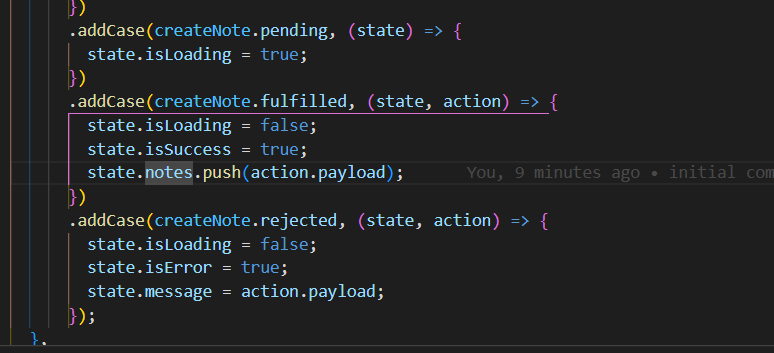 })
.addCase(createNote.pending, (state) => {
state.isLoading = true;
})
.addCase(createNote.fulfilled, (state, action) => {
state.isLoading = false;
state.isSuccess = true;
state.notes.push(action.payload); You, 9 minutes ago • initial com
})
.addCase(createNote.rejected, (state, action) => {
state.isLoading = false;
state.isError = true;
state.message = action.payload;
});
},